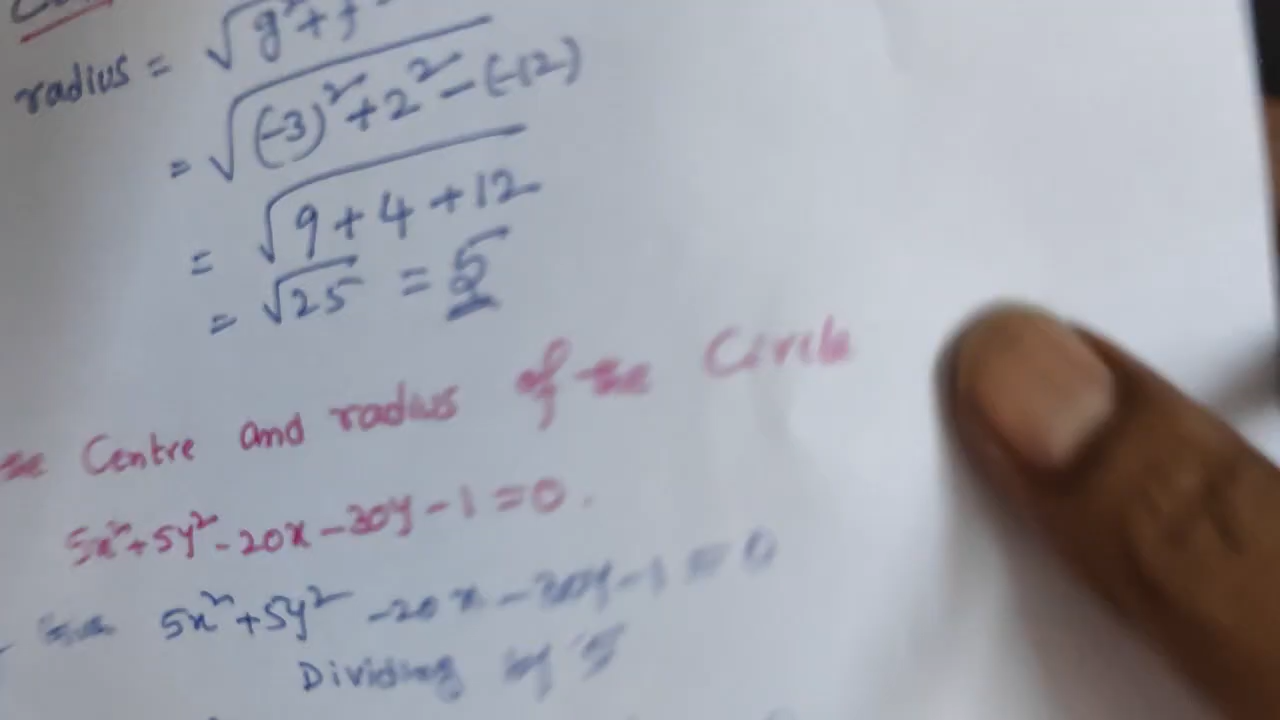 radius = √g²+f
= √(-3)²+2²-(-12)
= √9+4+12
= √25 = 5
Centre and radius of the Circle
5x²+5y²-20x-30y-1=0.
5x²+5y²-20x-30y-1=0
Dividing by 5